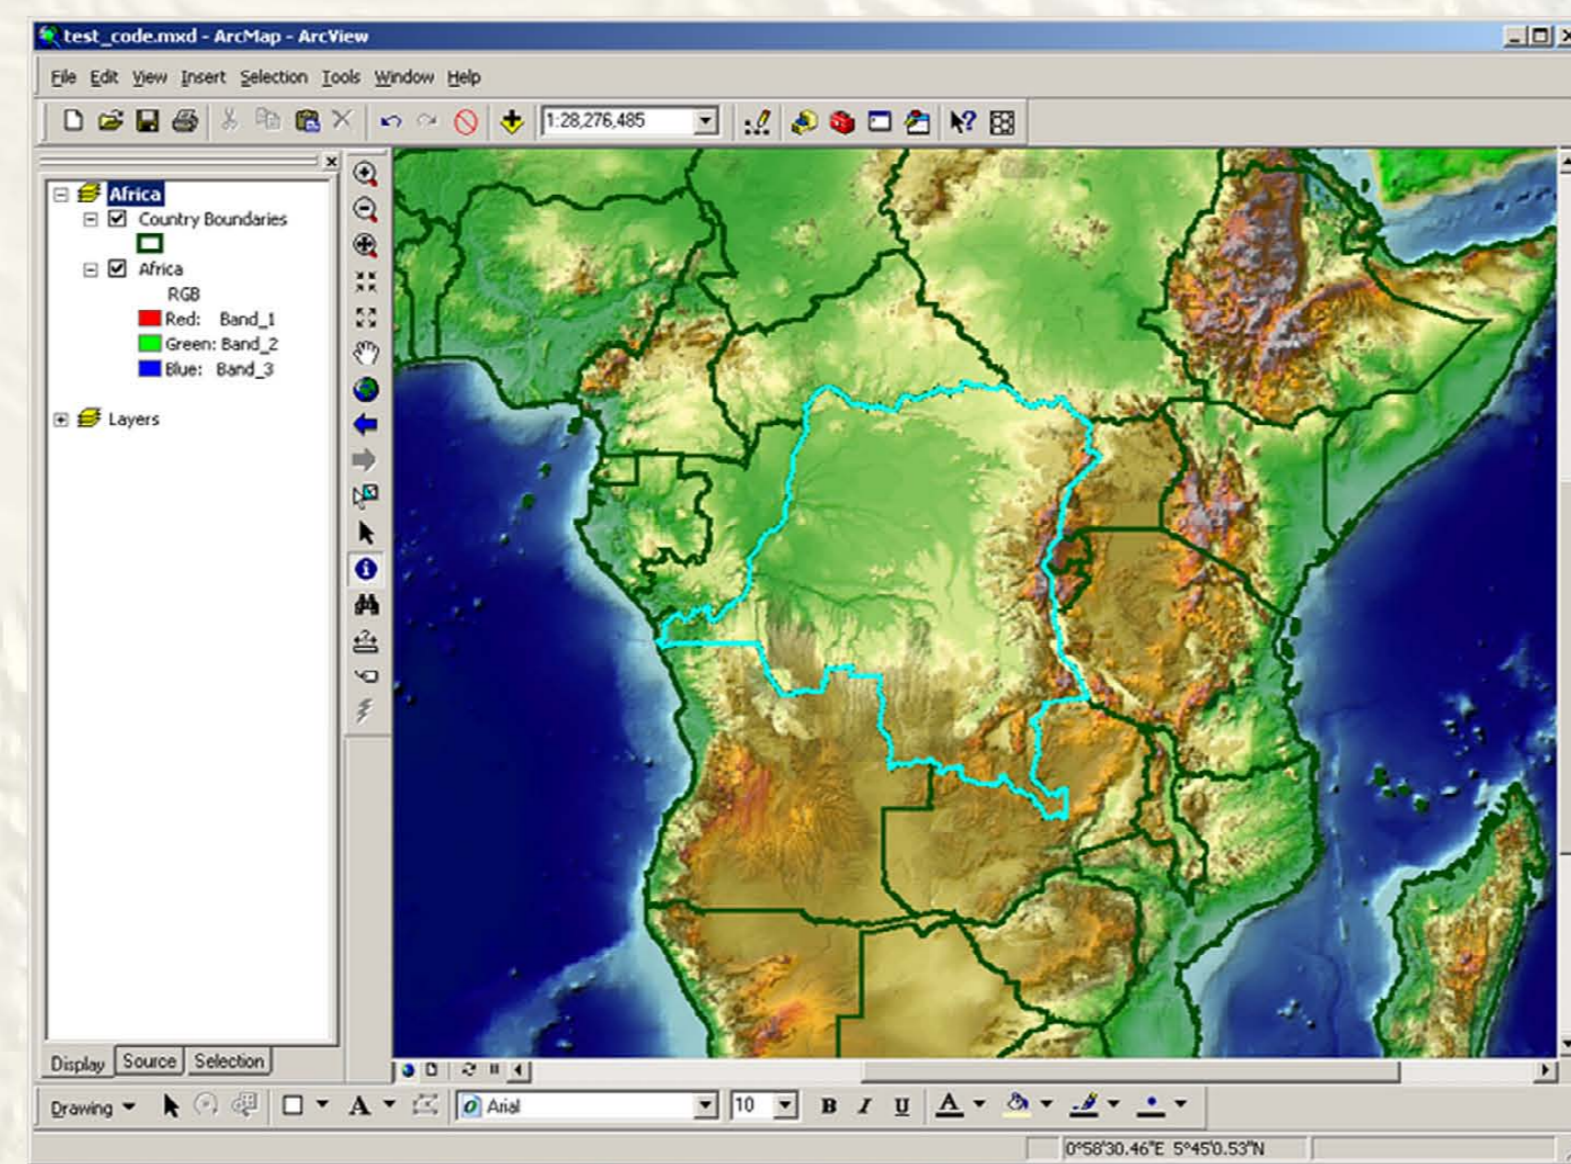 test_code.mxd - ArcMap - ArcView
File Edit View Insert Selection Tools Window Help
1:28,276,485
Africa
Country Boundaries
Africa
RGB
Red: Band_1
Green: Band_2
Blue: Band_3
Layers
Display Source Selection
Drawing A Arial 10 B I U A
0°58'30.46"E 5°45'0.53"N